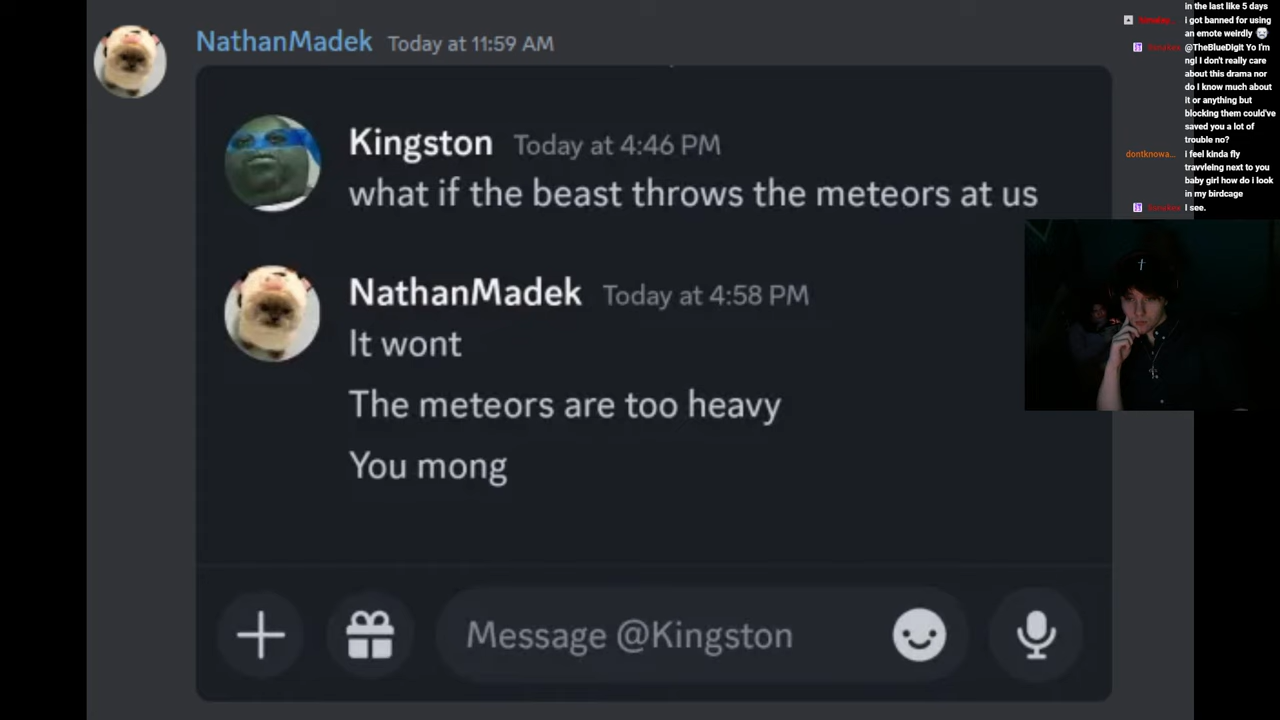 NathanMadek Today at 11:59 AM
Kingston Today at 4:46 PM
what if the beast throws the meteors at us
NathanMadek Today at 4:58 PM
It wont
The meteors are too heavy
You mong
Message @Kingston
in the last like 5 days
i got banned for using
an emote weirdly
@TheBlueDigit Yo I'm
ngl I don't really care
about this drama nor
do I know much about
it or anything but
blocking them could've
saved you a lot of
trouble no?
dontknowa... i feel kinda fly
travvleing next to you
baby girl how do i look
in my birdcage
I see.